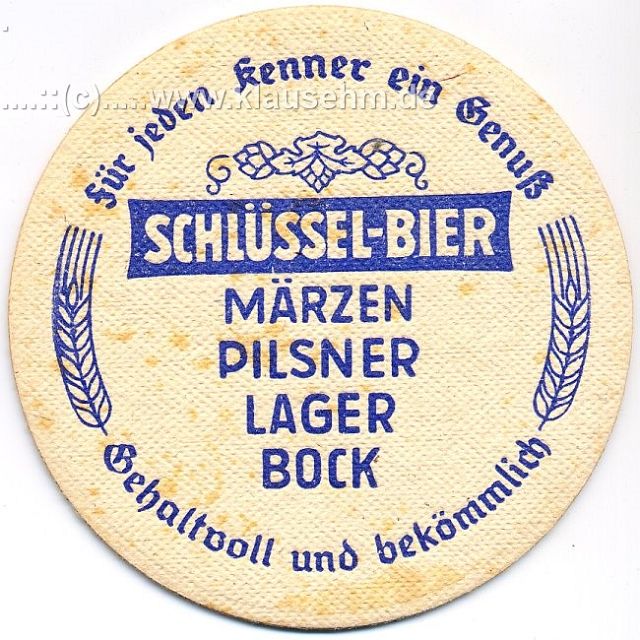 Für jeden Kenner ein Genuß
......::(c)...:..www.klausehm.de
SCHLÜSSEL-BIER
MÄRZEN
PILSNER
LAGER
BOCK
Gehaltvoll und bekömmlich